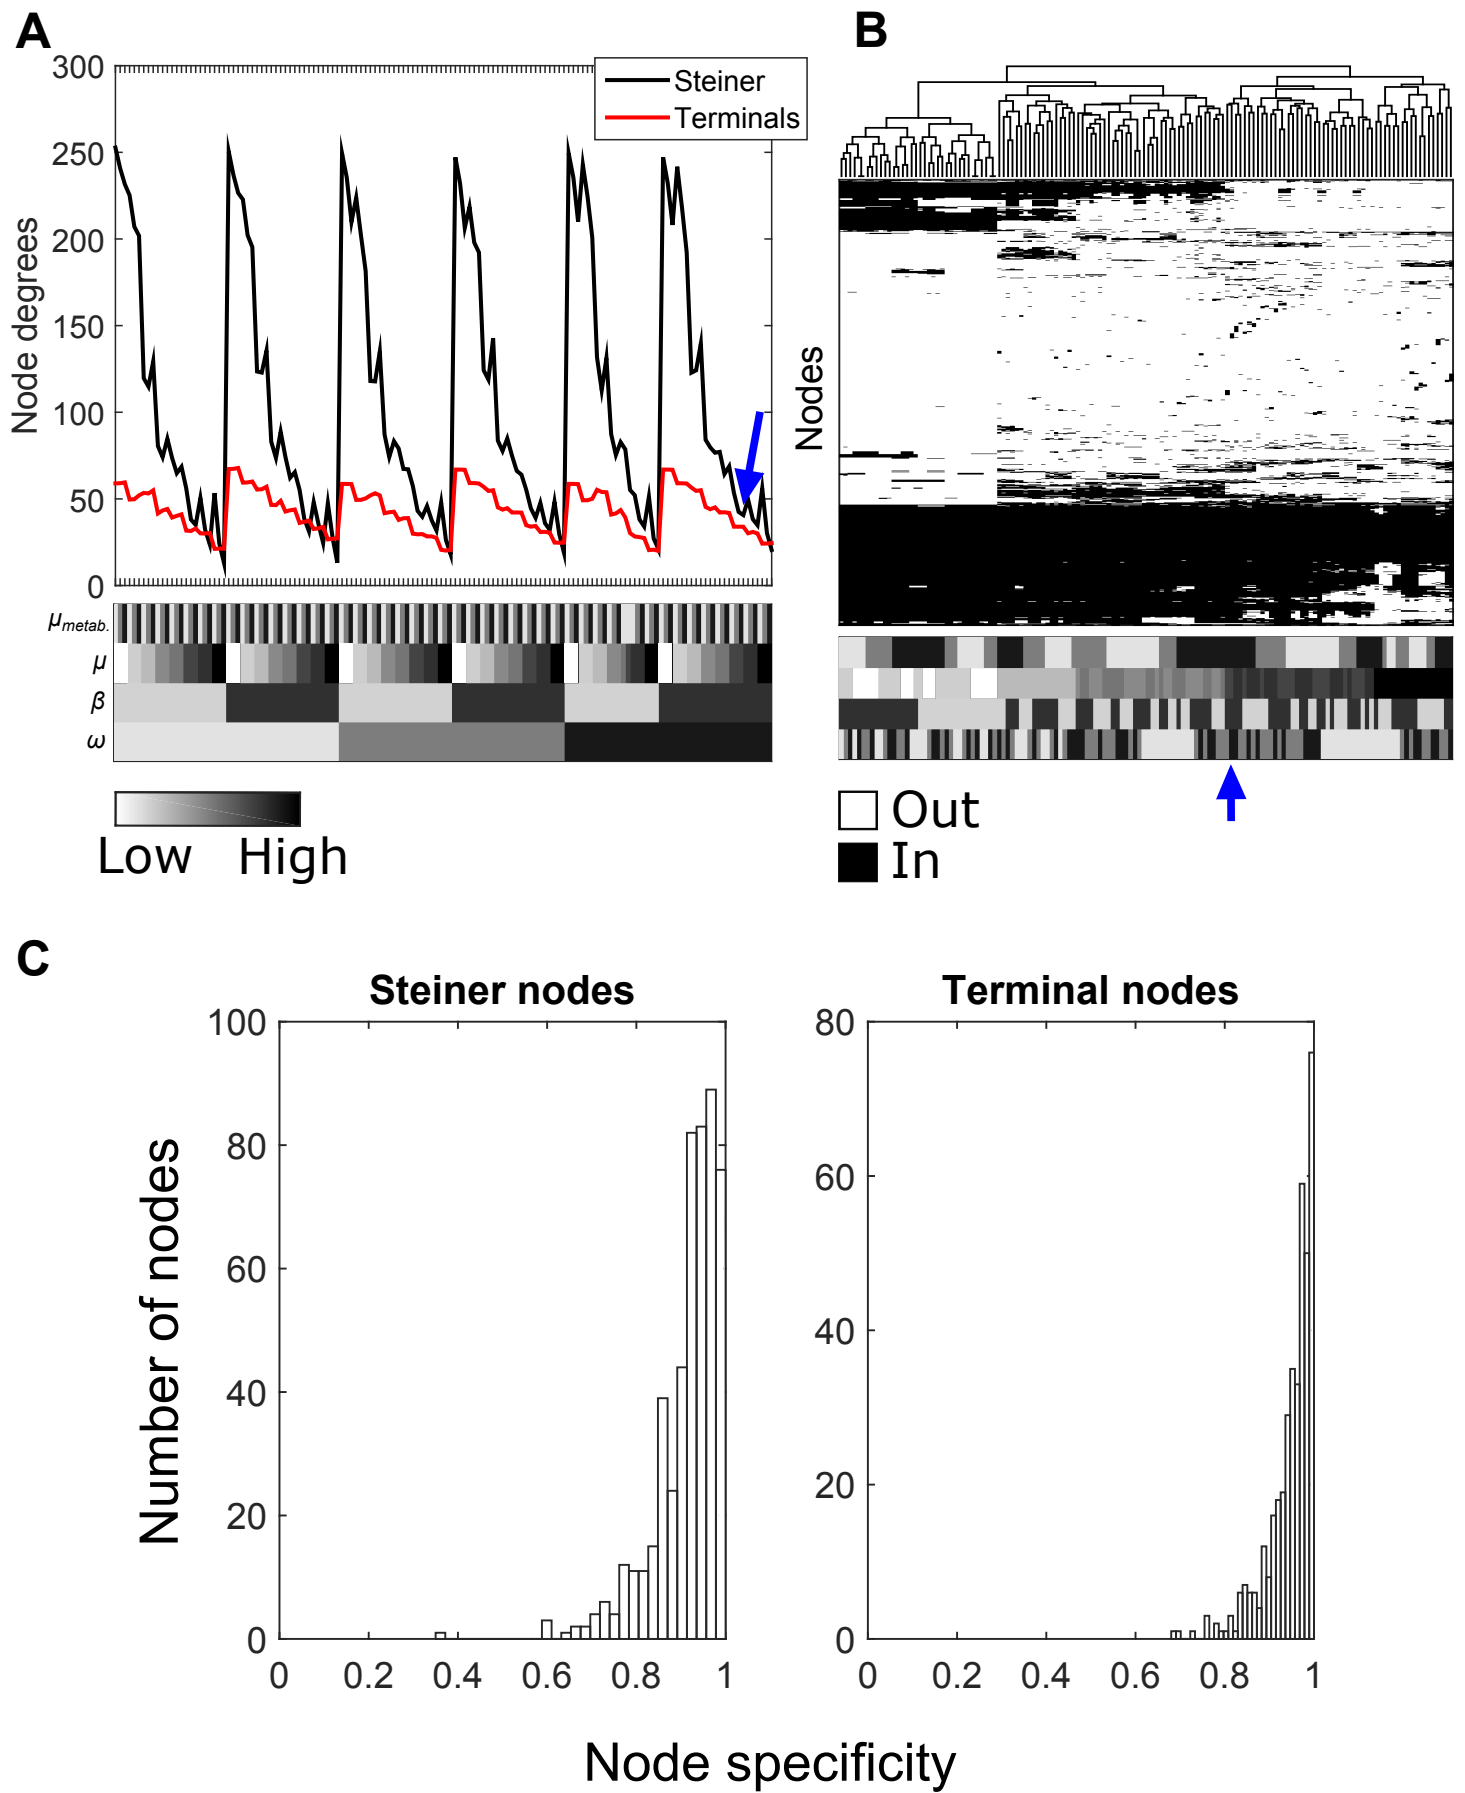 A
B
300
250
200
150
100
50
0
Node degrees
Steiner
Terminals
μmetab.
μ
β
ω
Low High
Nodes
Out
In
C
Steiner nodes
Terminal nodes
100
80
60
40
20
0
0 0.2 0.4 0.6 0.8 1
80
60
40
20
0
0 0.2 0.4 0.6 0.8 1
Number of nodes
Node specificity